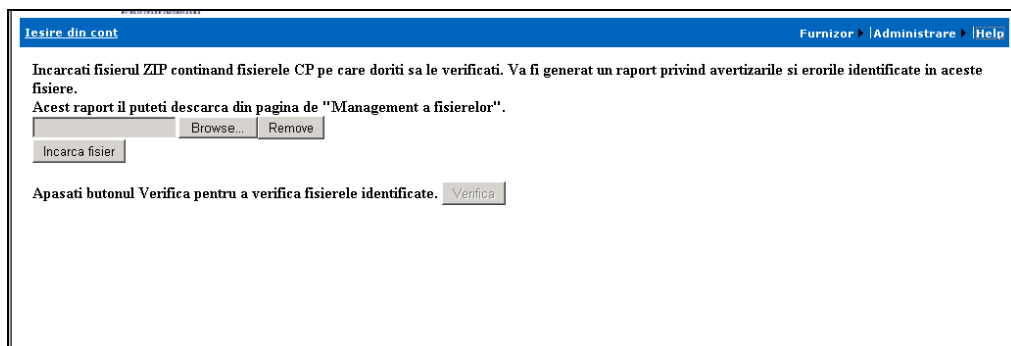 PUBLICITATE IMOBILIARA
Iesire din cont Furnizor |Administrare |Help
Incarcati fisierul ZIP continand fisierele CP pe care doriti sa le verificati. Va fi generat un raport privind avertizarile si erorile identificate in aceste
fisiere.
Acest raport il puteti descarca din pagina de "Management a fisierelor".
Browse... Remove
Incarca fisier
Apasati butonul Verifica pentru a verifica fisierele identificate. Verifica